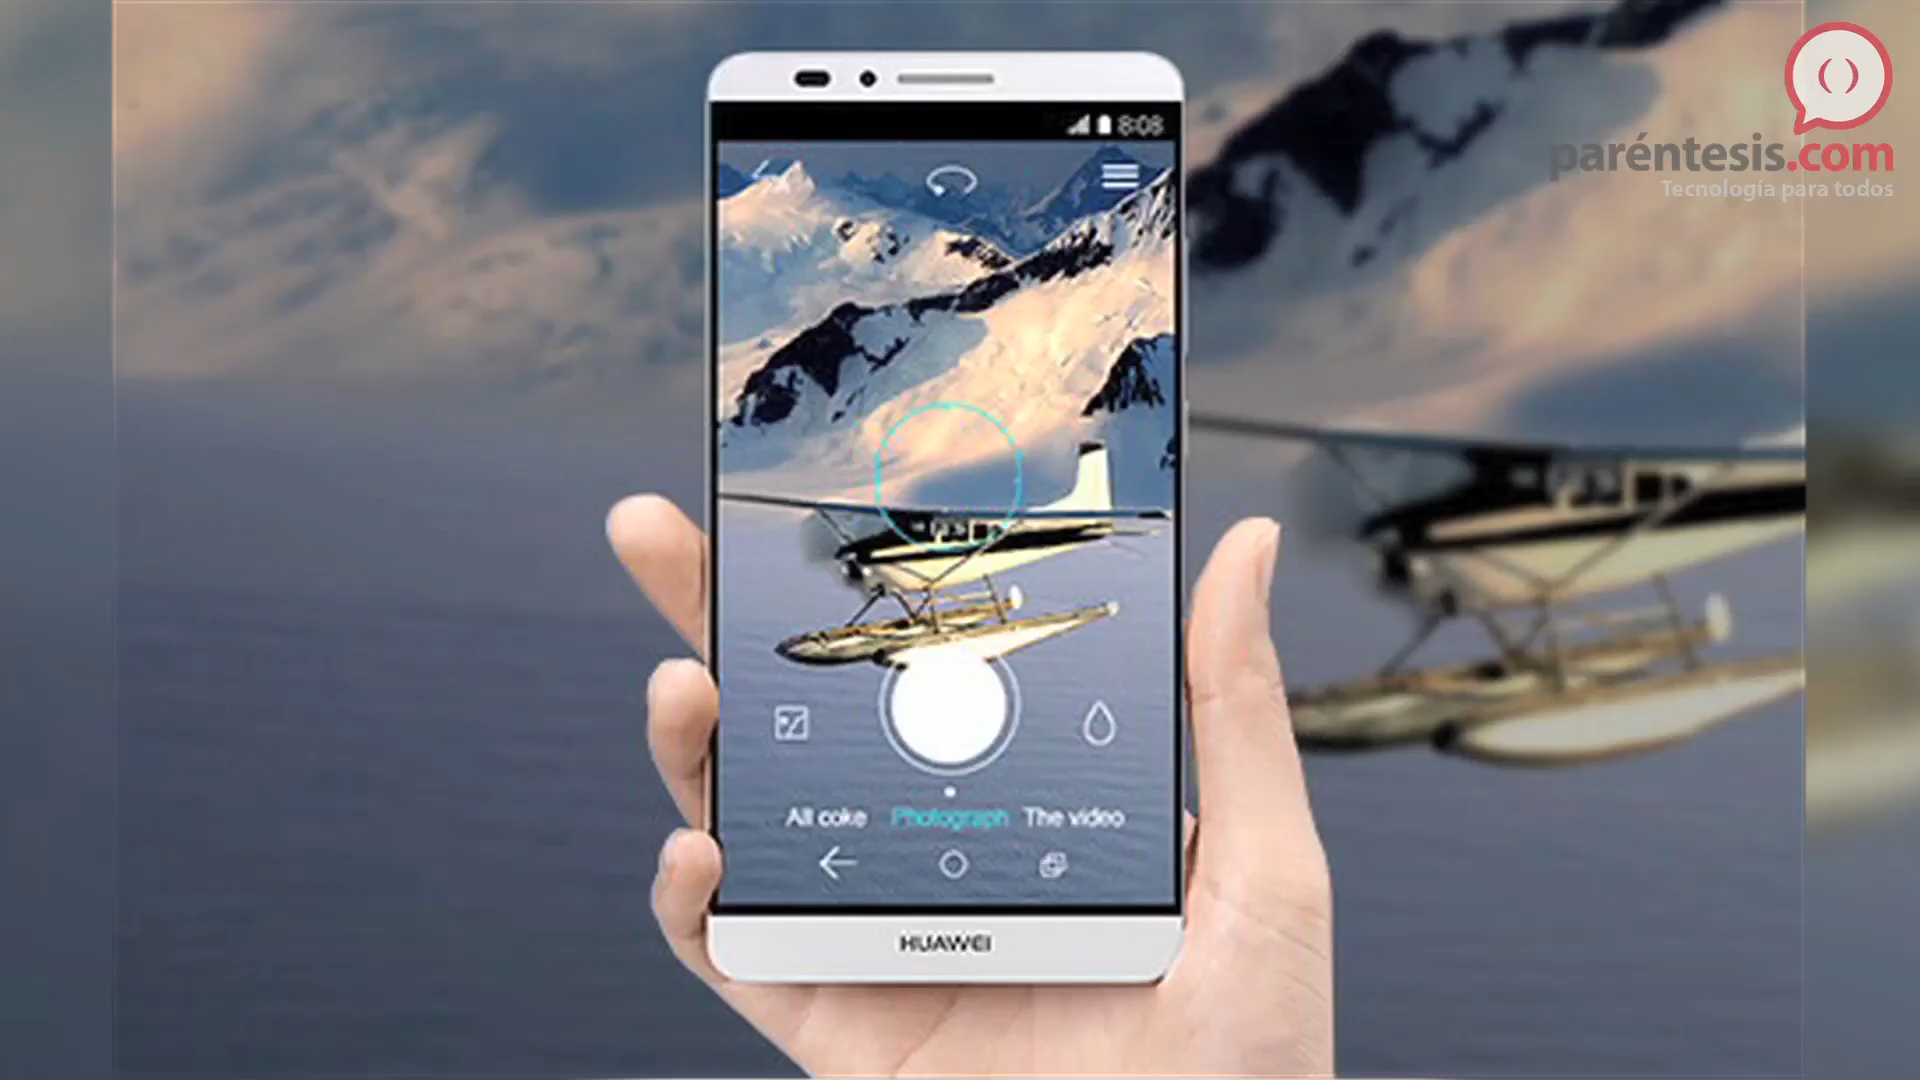 paréntesis.com
Tecnología para todos
8:08
All coke Photograph The video
HUAWEI